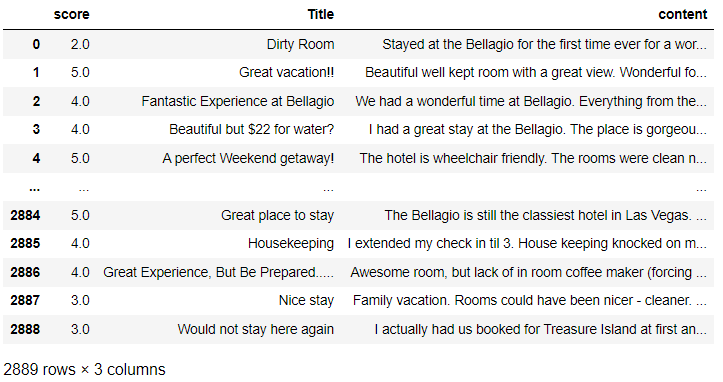 score Title content
0 2.0 Dirty Room Stayed at the Bellagio for the first time ever for a wor...
1 5.0 Great vacation!! Beautiful well kept room with a great view. Wonderful fo...
2 4.0 Fantastic Experience at Bellagio We had a wonderful time at Bellagio. Everything from the...
3 4.0 Beautiful but $22 for water? I had a great stay at the Bellagio. The place is gorgeou...
4 5.0 A perfect Weekend getaway! The hotel is wheelchair friendly. The rooms were clean n...
... ... ... ...
2884 5.0 Great place to stay The Bellagio is still the classiest hotel in Las Vegas. ...
2885 4.0 Housekeeping I extended my check in til 3. House keeping knocked on m...
2886 4.0 Great Experience, But Be Prepared..... Awesome room, but lack of in room coffee maker (forcing ...
2887 3.0 Nice stay Family vacation. Rooms could have been nicer - cleaner. ...
2888 3.0 Would not stay here again I actually had us booked for Treasure Island at first an...
2889 rows × 3 columns